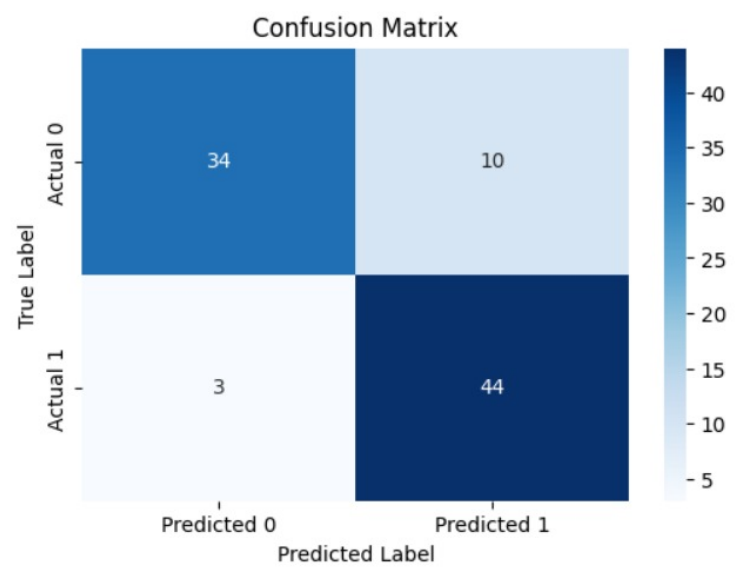 Confusion Matrix
Actual 0
34
10
40
35
30
25
20
15
10
5
True Label
Actual 1
3
44
Predicted 0
Predicted 1
Predicted Label